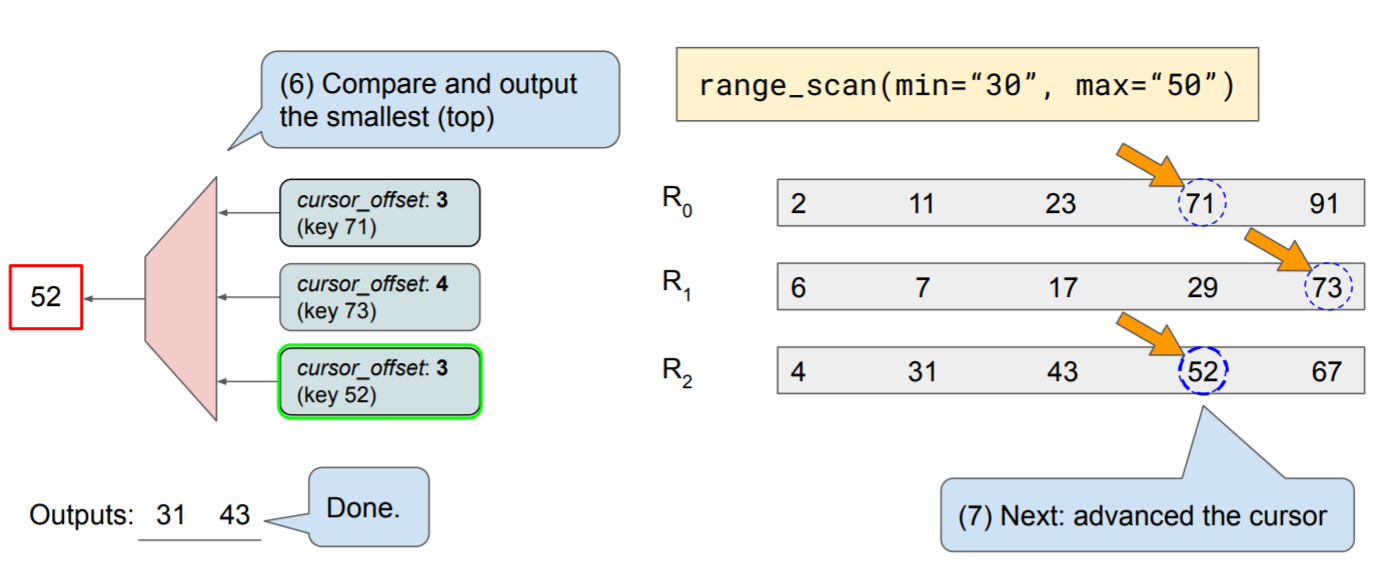 (6) Compare and output
the smallest (top)
range_scan(min=“30”, max=“50”)
cursor_offset: 3
(key 71)
cursor_offset: 4
(key 73)
cursor_offset: 3
(key 52)
52
R0 2 11 23 71 91
R1 6 7 17 29 73
R2 4 31 43 52 67
Outputs: 31 43
Done.
(7) Next: advanced the cursor